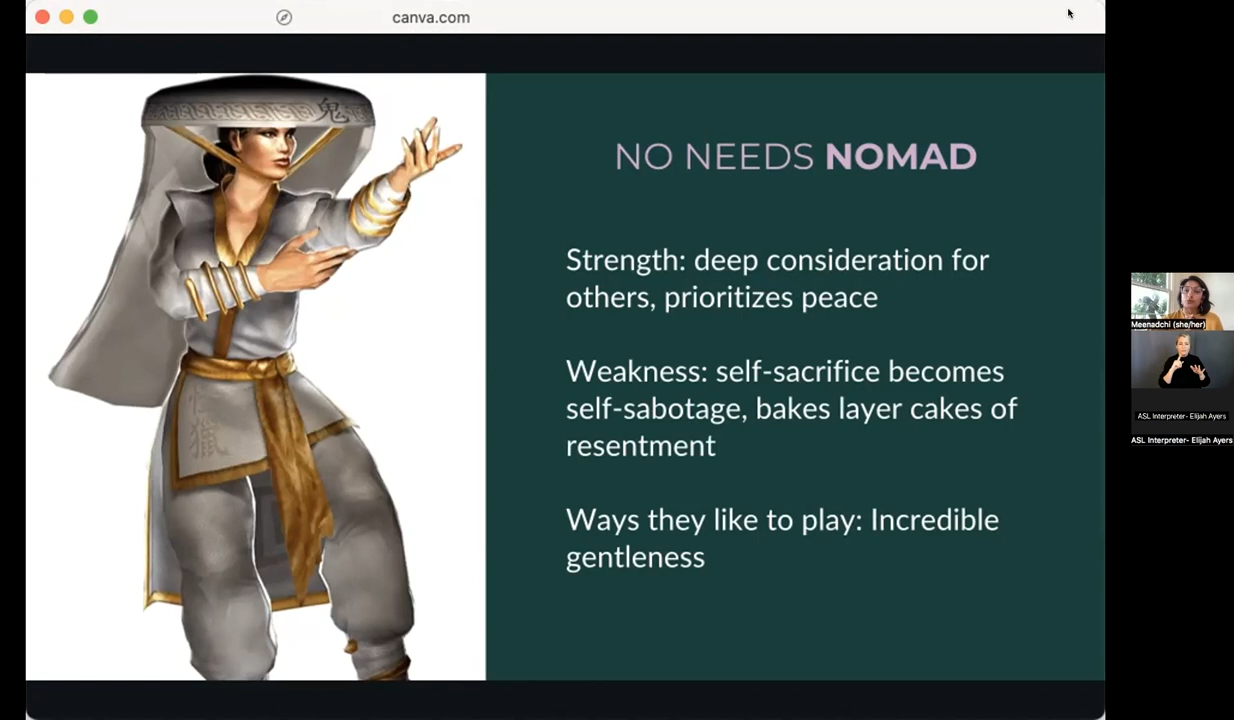 canva.com
鬼
NO NEEDS NOMAD
Strength: deep consideration for
others, prioritizes peace
Weakness: self-sacrifice becomes
self-sabotage, bakes layer cakes of
resentment
Ways they like to play: Incredible
gentleness
Meenadchi (she/her)
ASL Interpreter- Elijah Ayers
ASL Interpreter- Elijah Ayers